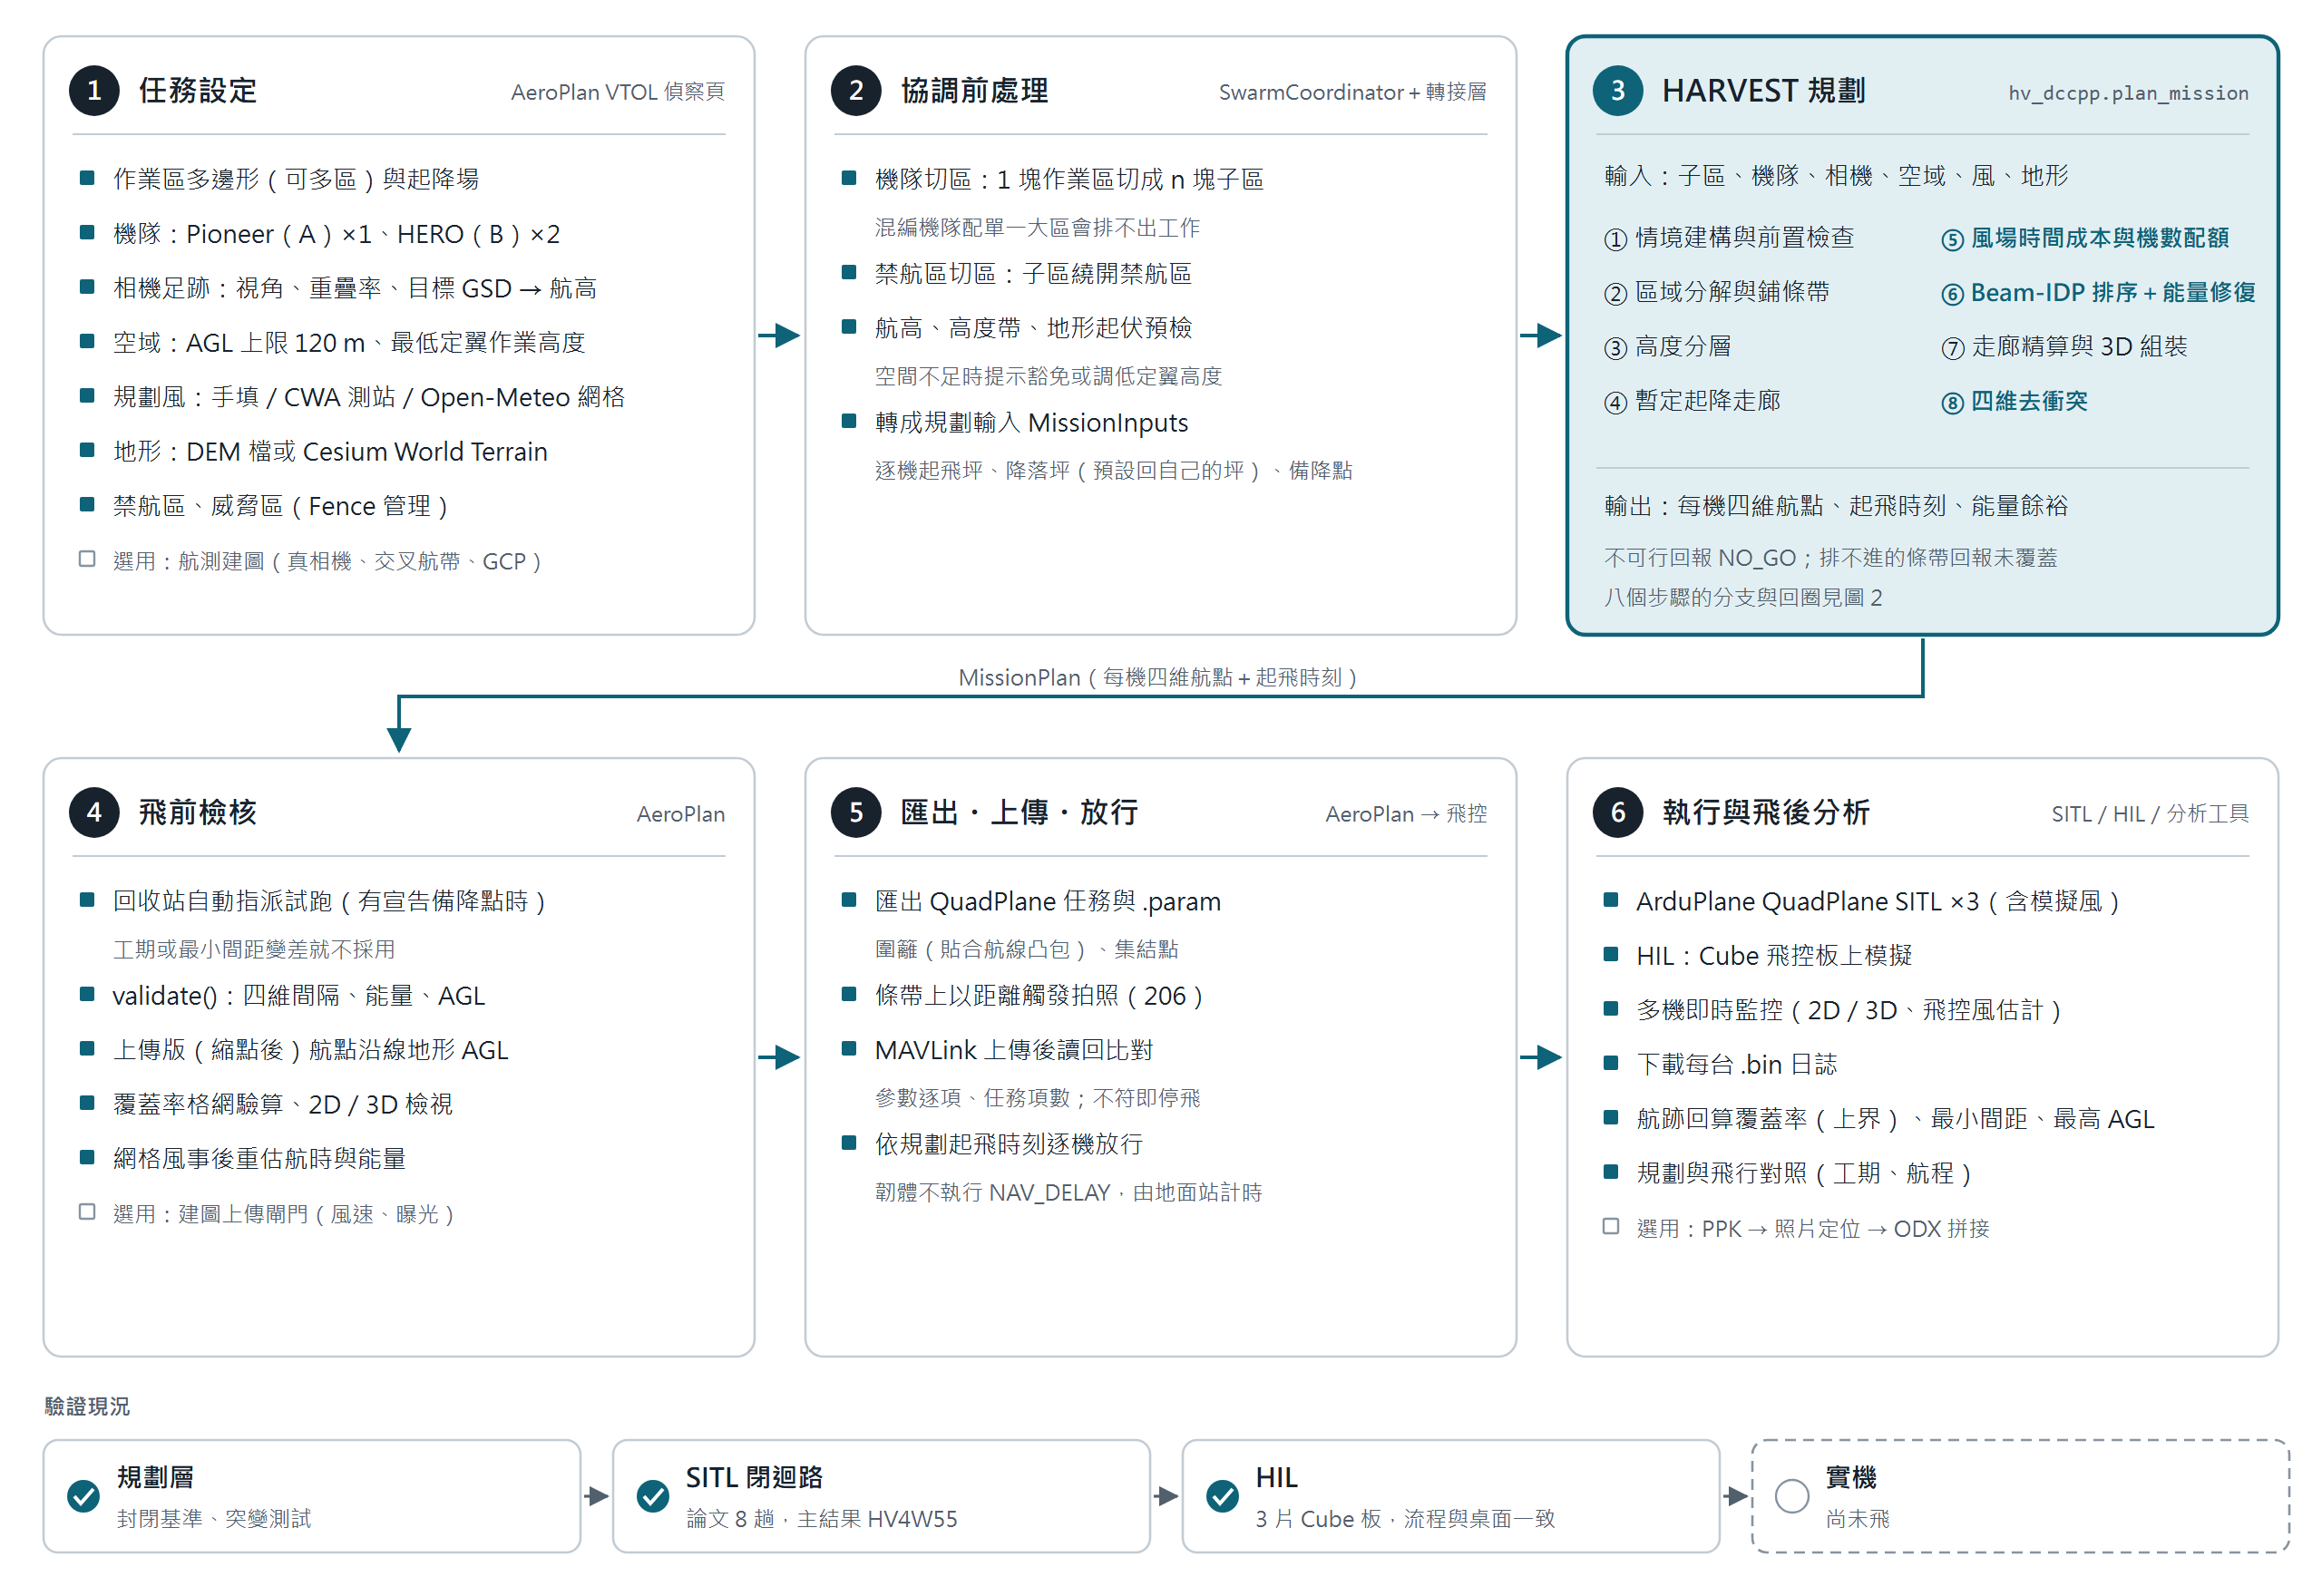 1 任務設定 AeroPlan VTOL 偵察頁
作業區多邊形（可多區）與起降場
機隊：Pioneer（A）×1、HERO（B）×2
相機足跡：視角、重疊率、目標 GSD → 航高
空域：AGL 上限 120 m、最低定翼作業高度
規劃風：手填 / CWA 測站 / Open-Meteo 網格
地形：DEM 檔或 Cesium World Terrain
禁航區、威脅區（Fence 管理）
選用：航測建圖（真相機、交叉航帶、GCP）
2 協調前處理 SwarmCoordinator + 轉接層
機隊切區：1 塊作業區切成 n 塊子區
混編機隊配單一大區會排不出工作
禁航區切區：子區繞開禁航區
航高、高度帶、地形起伏預檢
空間不足時提示豁免或調低定翼高度
轉成規劃輸入 MissionInputs
逐機起飛坪、降落坪（預設回自己的坪）、備降點
3 HARVEST 規劃 hv_dccpp.plan_mission
輸入：子區、機隊、相機、空域、風、地形
① 情境建構與前置檢查
② 區域分解與鋪條帶
③ 高度分層
④ 暫定起降走廊
⑤ 風場時間成本與機數配額
⑥ Beam-IDP 排序 + 能量修復
⑦ 走廊精算與 3D 組裝
⑧ 四維去衝突
輸出：每機四維航點、起飛時刻、能量餘裕
不可行回報 NO_GO；排不進的條帶回報未覆蓋
八個步驟的分支與回圈見圖 2
MissionPlan（每機四維航點 + 起飛時刻）
4 飛前檢核 AeroPlan
回收站自動指派試跑（有宣告備降點時）
工期或最小間距變差就不採用
validate()：四維間隔、能量、AGL
上傳版（縮點後）航點沿線地形 AGL
覆蓋率格網驗算、2D / 3D 檢視
網格風事後重估航時與能量
選用：建圖上傳閘門（風速、曝光）
5 匯出．上傳．放行 AeroPlan → 飛控
匯出 QuadPlane 任務與 .param
圍籬（貼合航線凸包）、集結點
條帶上以距離觸發拍照（206）
MAVLink 上傳後讀回比對
參數逐項、任務項數；不符即停飛
依規劃起飛時刻逐機放行
韌體不執行 NAV_DELAY，由地面站計時
6 執行與飛後分析 SITL / HIL / 分析工具
ArduPlane QuadPlane SITL ×3（含模擬風）
HIL：Cube 飛控板上模擬
多機即時監控（2D / 3D、飛控風估計）
下載每台 .bin 日誌
航跡回算覆蓋率（上界）、最小間距、最高 AGL
規劃與飛行對照（工期、航程）
選用：PPK → 照片定位 → ODX 拼接
驗證現況
規劃層
封閉基準、突變測試
SITL 閉迴路
論文 8 趟，主結果 HV4W55
HIL
3 片 Cube 板，流程與桌面一致
實機
尚未飛